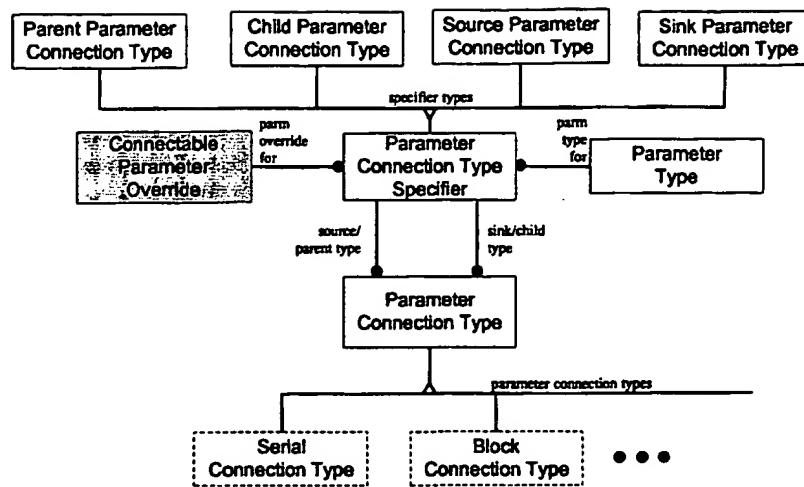 Parent Parameter
Connection Type
Child Parameter
Connection Type
Source Parameter
Connection Type
Sink Parameter
Connection Type
specifier types
Connectable
Parameter
Override
parm
override
for
Parameter
Connection Type
Specifier
parm
type
for
Parameter
Type
source/
parent type
sink/child
type
Parameter
Connection Type
parameter connection types
Serial
Connection Type
Block
Connection Type